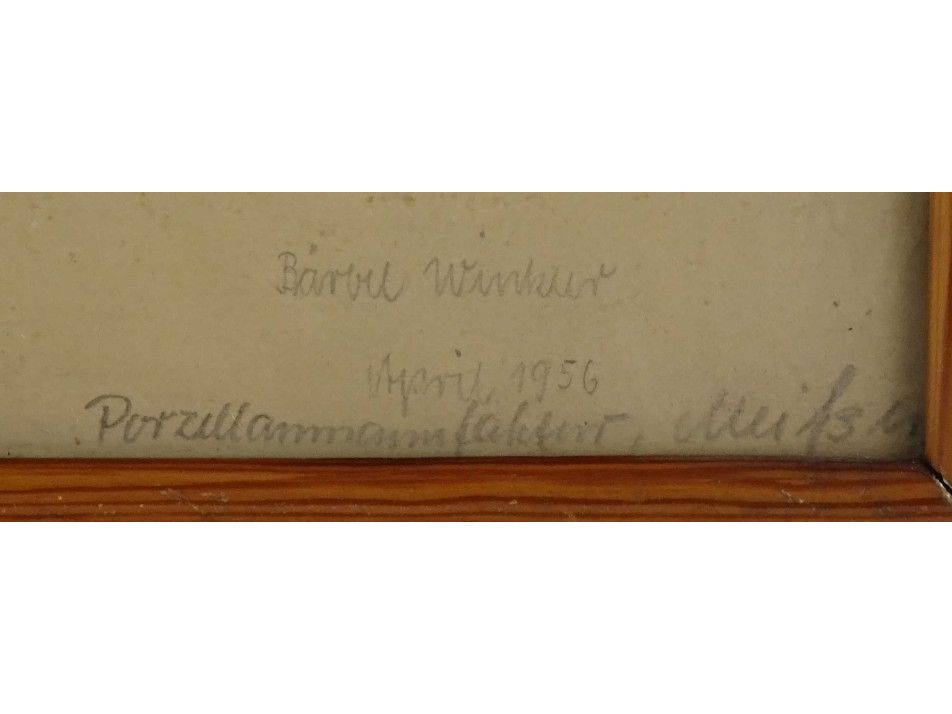 Bärbel Winkler
April 1956
Porzellanmanufaktur, Meißen